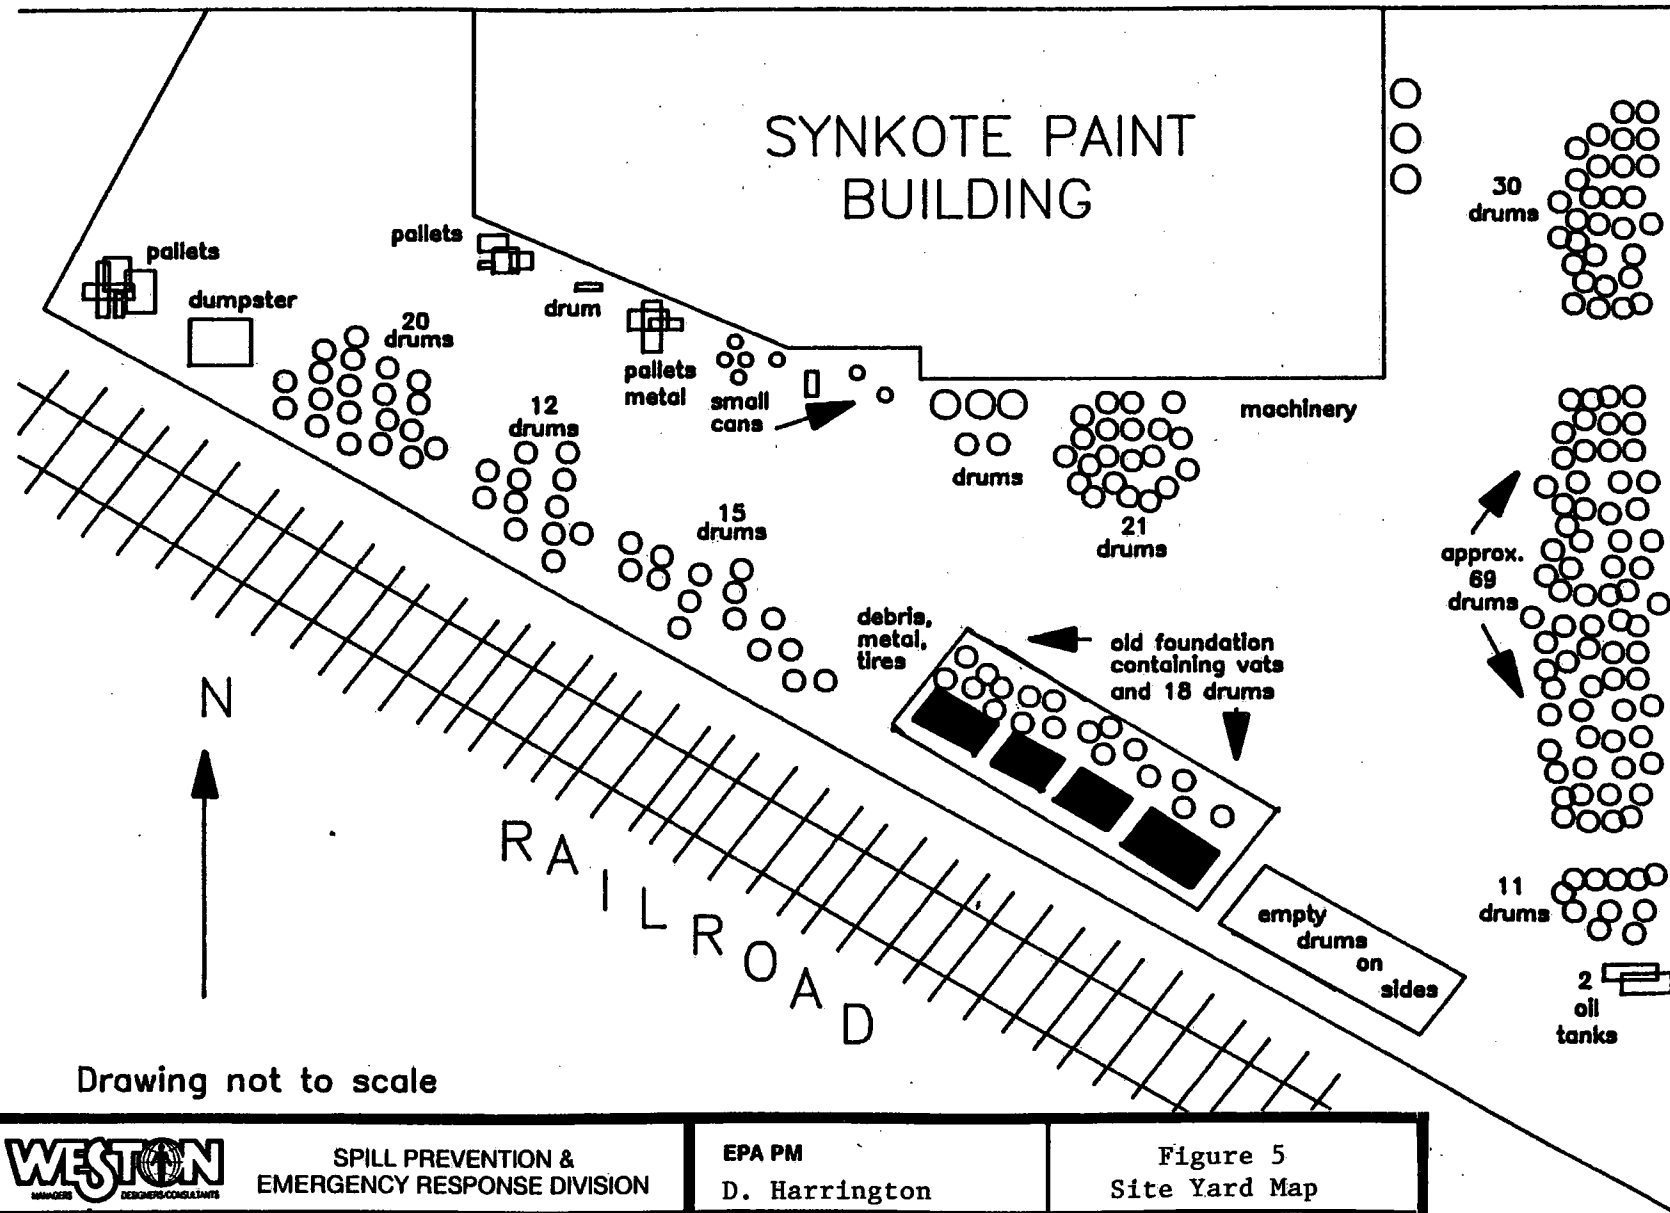 SYNKOTE PAINT
BUILDING
30
drums
pallets
pallets
dumpster
drum
20
drums
pallets
metal
small
cans
12
drums
machinery
drums
15
drums
21
drums
approx.
69
drums
debris,
metal,
tires
old foundation
containing vats
and 18 drums
N
RAILROAD
empty
drums
on
sides
11
drums
2
oil
tanks
Drawing not to scale
WESTON
MANAGERS DESIGNERS/CONSULTANTS
SPILL PREVENTION &
EMERGENCY RESPONSE DIVISION
EPA PM
D. Harrington
Figure 5
Site Yard Map